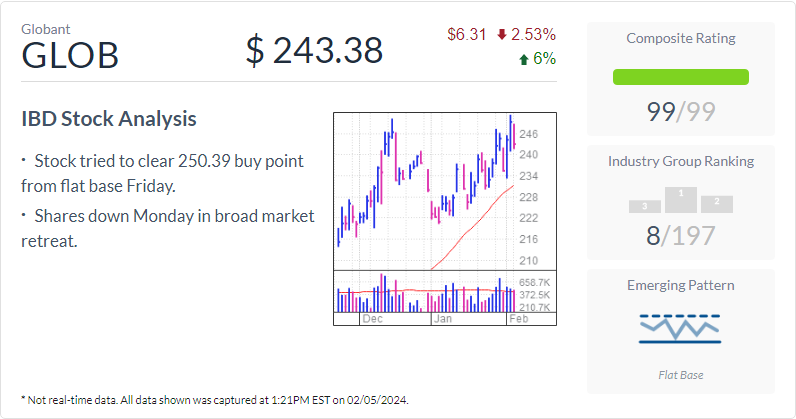 Globant
GLOB
$ 243.38
$6.31 2.53%
6%
IBD Stock Analysis
· Stock tried to clear 250.39 buy point
from flat base Friday.
· Shares down Monday in broad market
retreat.
246
240
234
228
222
216
210
658.7K
372.5K
210.7K
Dec Jan Feb
Composite Rating
99/99
Industry Group Ranking
3 1 2
8/197
Emerging Pattern
Flat Base
* Not real-time data. All data shown was captured at 1:21PM EST on 02/05/2024.